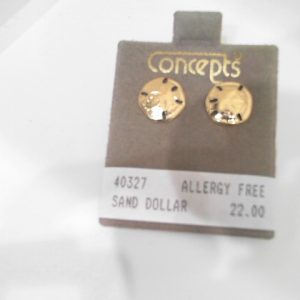 Concepts
40327 ALLERGY FREE
SAND DOLLAR 22.00